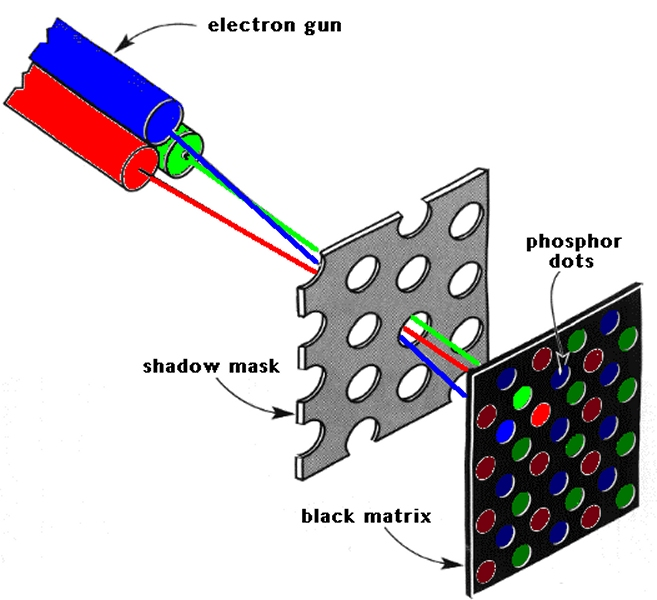 electron gun
phosphor
dots
shadow mask
black matrix